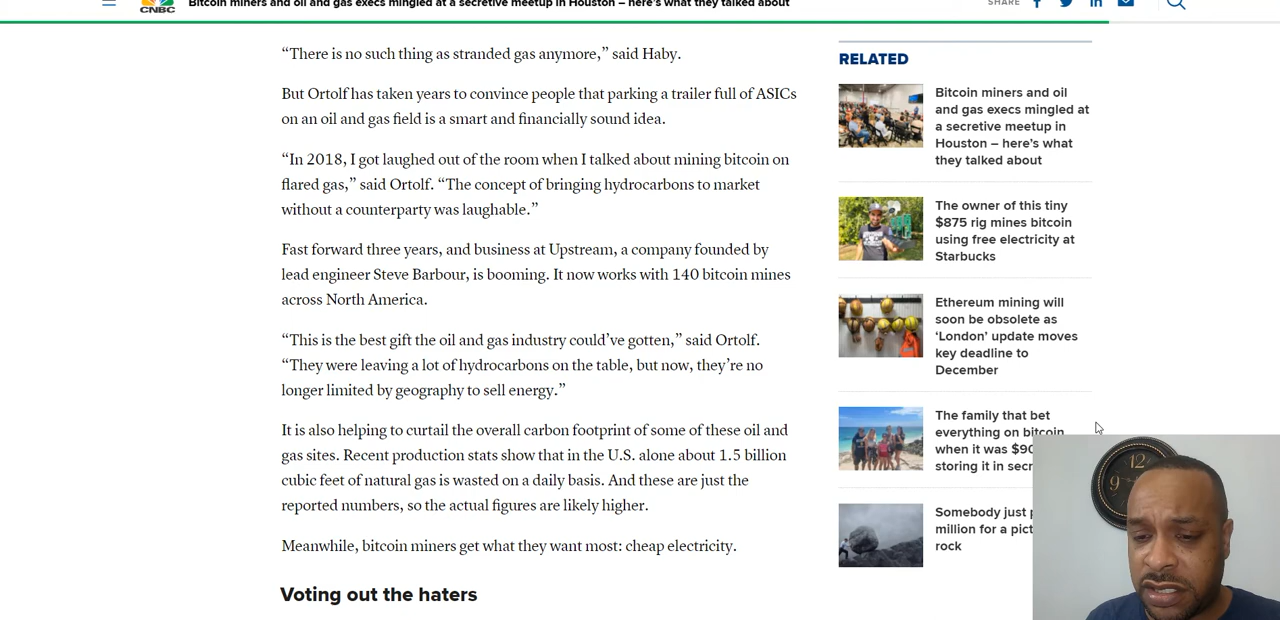 CNBC
Bitcoin miners and oil and gas execs mingled at a secretive meetup in Houston – here's what they talked about
SHARE
“There is no such thing as stranded gas anymore,” said Haby.
But Ortolf has taken years to convince people that parking a trailer full of ASICs
on an oil and gas field is a smart and financially sound idea.
“In 2018, I got laughed out of the room when I talked about mining bitcoin on
flared gas,” said Ortolf. “The concept of bringing hydrocarbons to market
without a counterparty was laughable.”
Fast forward three years, and business at Upstream, a company founded by
lead engineer Steve Barbour, is booming. It now works with 140 bitcoin mines
across North America.
“This is the best gift the oil and gas industry could’ve gotten,” said Ortolf.
“They were leaving a lot of hydrocarbons on the table, but now, they’re no
longer limited by geography to sell energy.”
It is also helping to curtail the overall carbon footprint of some of these oil and
gas sites. Recent production stats show that in the U.S. alone about 1.5 billion
cubic feet of natural gas is wasted on a daily basis. And these are just the
reported numbers, so the actual figures are likely higher.
Meanwhile, bitcoin miners get what they want most: cheap electricity.
Voting out the haters
RELATED
Bitcoin miners and oil
and gas execs mingled at
a secretive meetup in
Houston – here’s what
they talked about
The owner of this tiny
$875 rig mines bitcoin
using free electricity at
Starbucks
Ethereum mining will
soon be obsolete as
‘London’ update moves
key deadline to
December
The family that bet
everything on bitcoin
when it was $90
storing it in secr
Somebody just p
million for a pict
rock
12
9